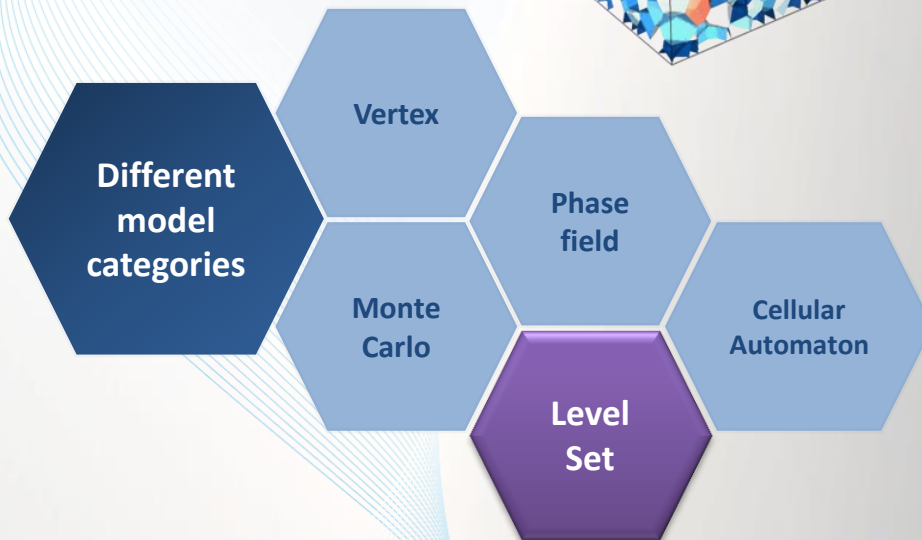 Different
model
categories
Vertex
Monte
Carlo
Phase
field
Level
Set
Cellular
Automaton